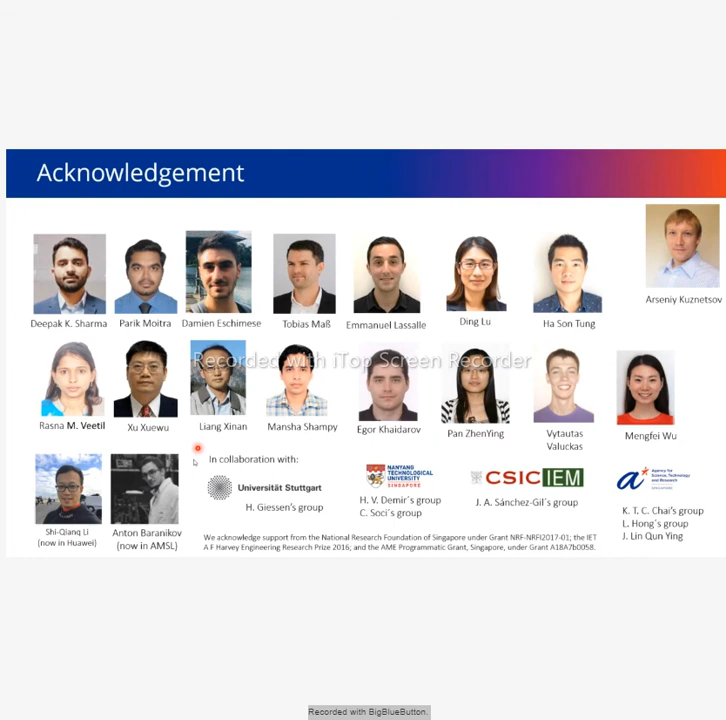 Acknowledgement
Arseniy Kuznetsov
Deepak K. Sharma
Parik Moitra
Damien Eschimese
Tobias Maß
Emmanuel Lassalle
Ding Lu
Ha Son Tung
Recorded with iTop Screen Recorder
Rasna M. Veetil
Xu Xuewu
Liang Xinan
Mansha Shampy
Egor Khaidarov
Pan ZhenYing
Vytautas
Valuckas
Mengfei Wu
Shi-Qiang Li
(now in Huawei)
Anton Baranikov
(now in AMSL)
In collaboration with:
Universität Stuttgart
H. Giessen's group
NANYANG
TECHNOLOGICAL
UNIVERSITY
SINGAPORE
H. V. Demir´s group
C. Soci´s group
CSIC IEM
J. A. Sánchez-Gil´s group
Agency for
Science, Technology
and Research
SINGAPORE
K. T. C. Chai's group
L. Hong´s group
J. Lin Qun Ying
We acknowledge support from the National Research Foundation of Singapore under Grant NRF-NRFI2017-01; the IET
A F Harvey Engineering Research Prize 2016; and the AME Programmatic Grant, Singapore, under Grant A18A7b0058.
Recorded with BigBlueButton.